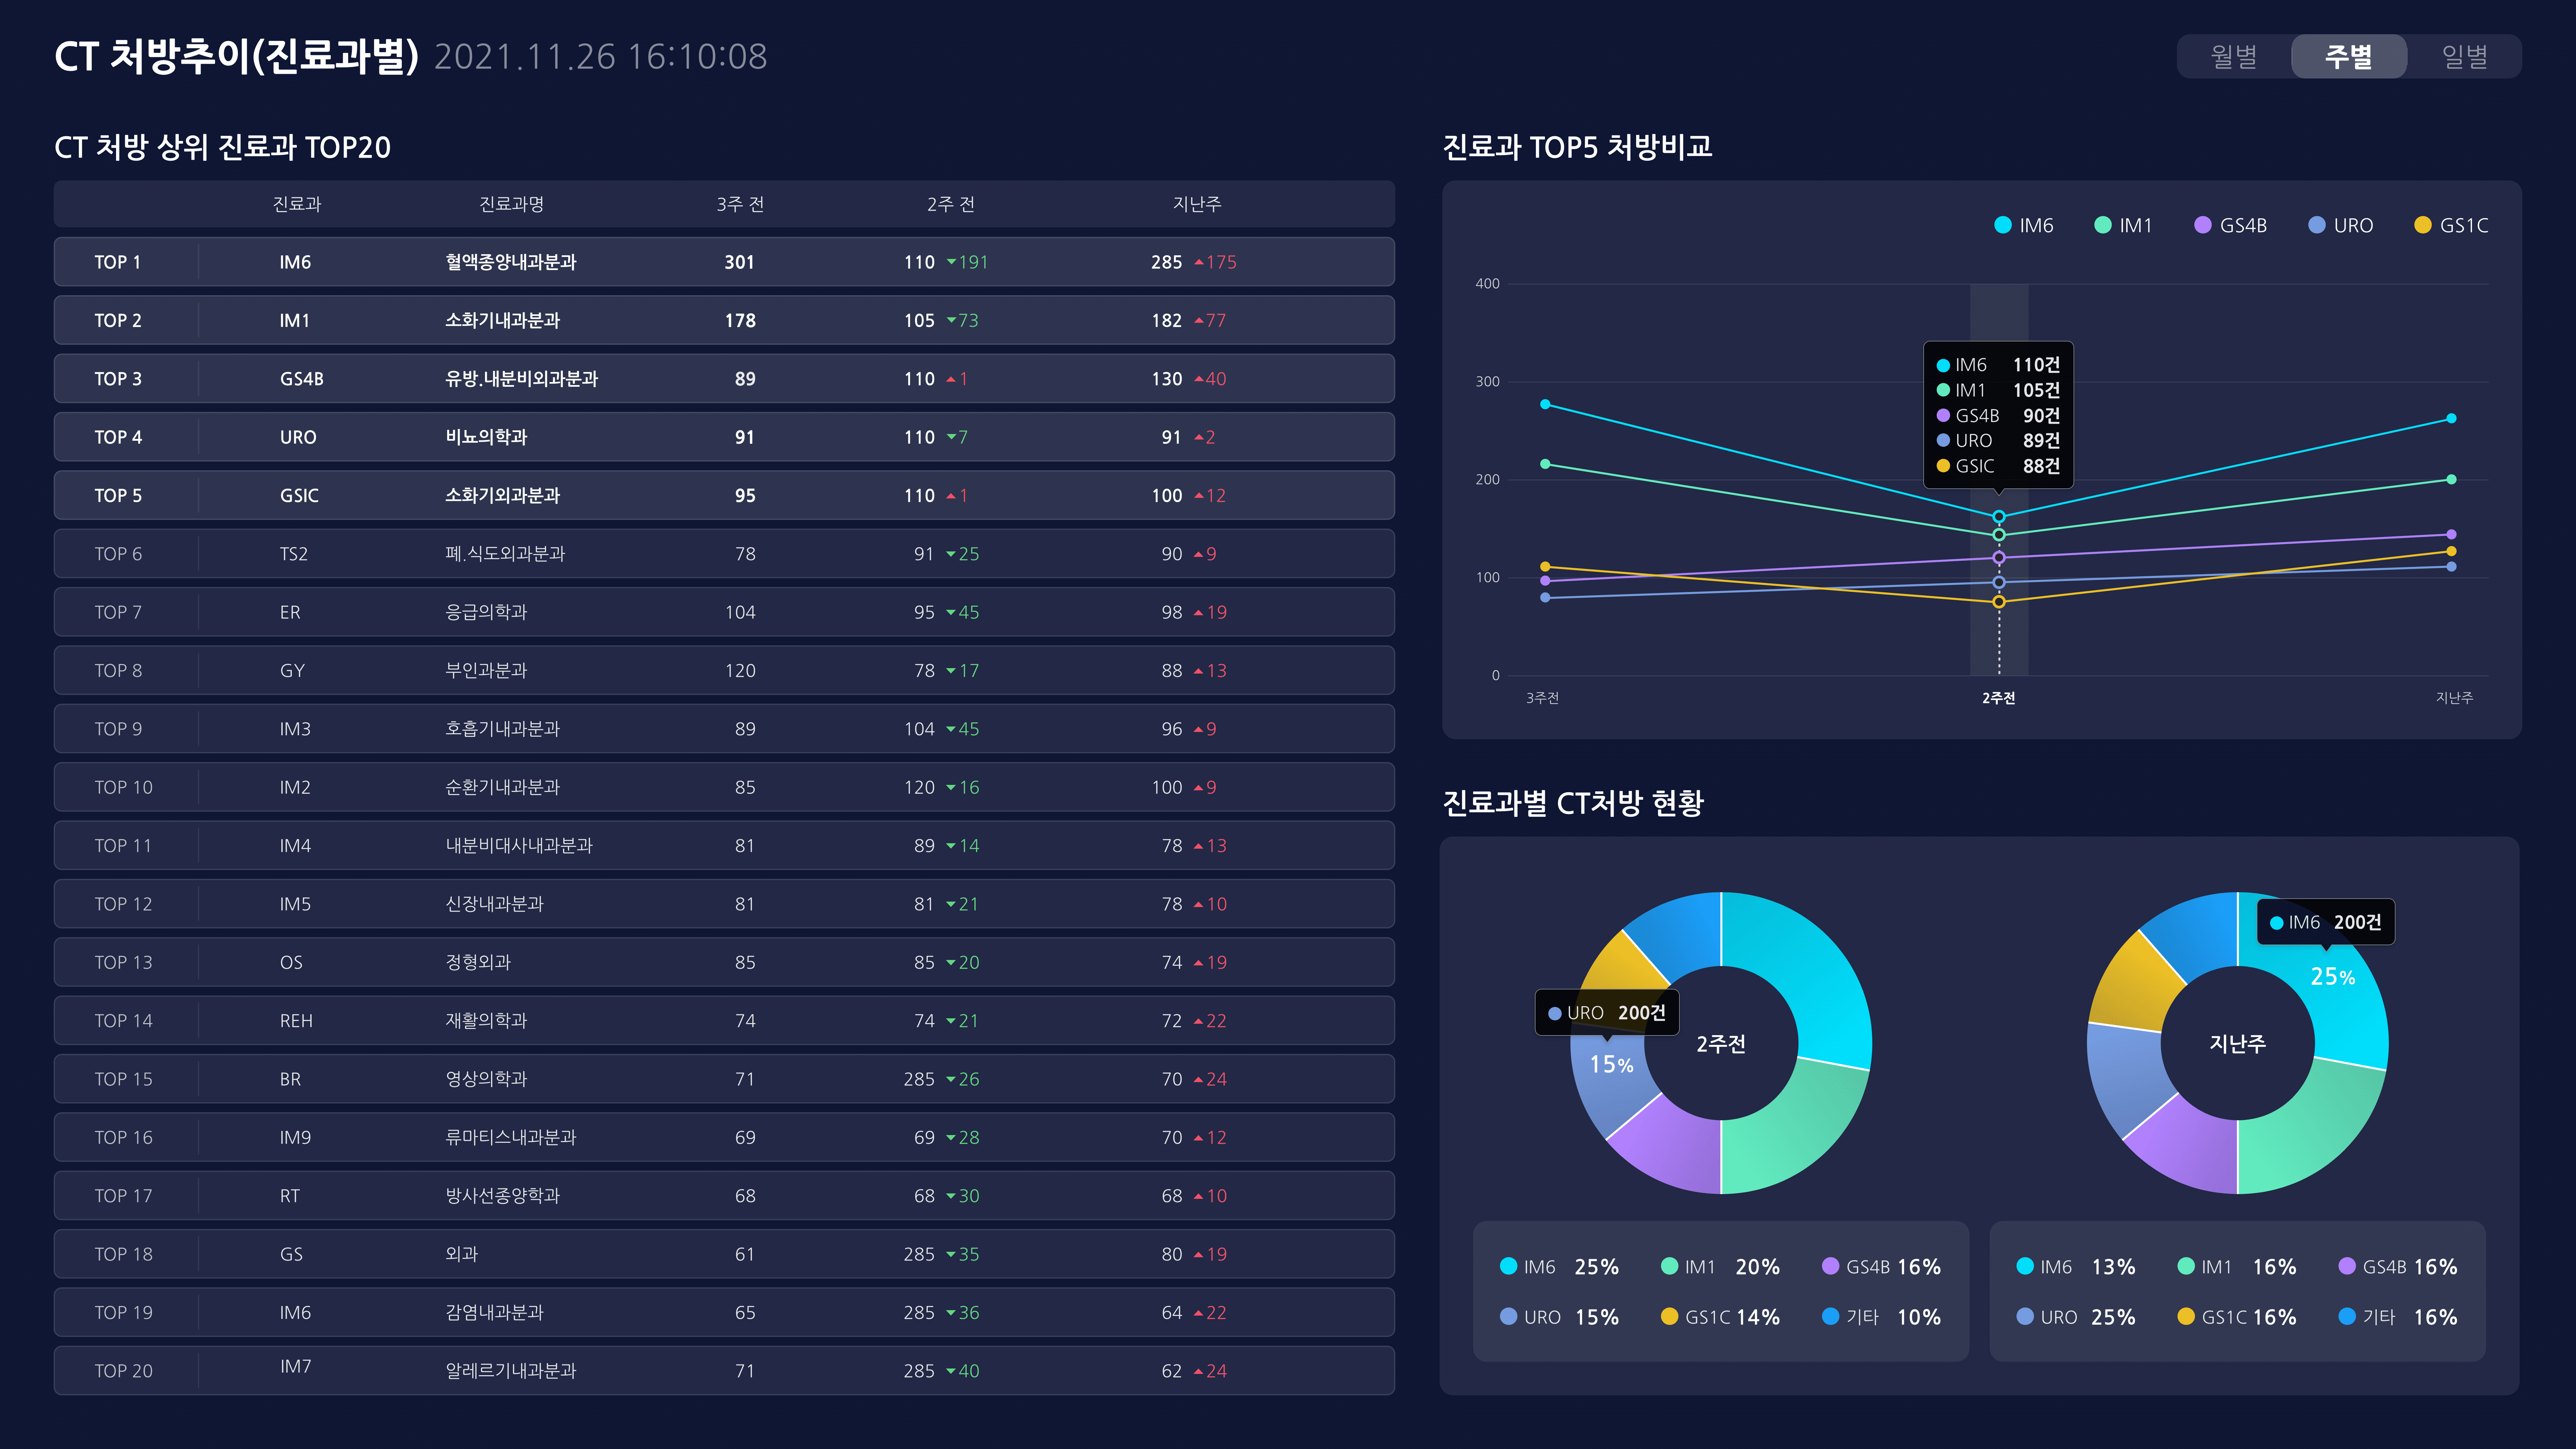 CT 처방추이(진료과별) 2021.11.26 16:10:08
월별 주별 일별
CT 처방 상위 진료과 TOP20
진료과 진료과명 3주 전 2주 전 지난주
TOP 1 IM6 혈액종양내과분과 301 110 ▼191 285 ▲175
TOP 2 IM1 소화기내과분과 178 105 ▼73 182 ▲77
TOP 3 GS4B 유방.내분비외과분과 89 110 ▲1 130 ▲40
TOP 4 URO 비뇨의학과 91 110 ▼7 91 ▲2
TOP 5 GSIC 소화기외과분과 95 110 ▲1 100 ▲12
TOP 6 TS2 폐.식도외과분과 78 91 ▼25 90 ▲9
TOP 7 ER 응급의학과 104 95 ▼45 98 ▲19
TOP 8 GY 부인과분과 120 78 ▼17 88 ▲13
TOP 9 IM3 호흡기내과분과 89 104 ▼45 96 ▲9
TOP 10 IM2 순환기내과분과 85 120 ▼16 100 ▲9
TOP 11 IM4 내분비대사내과분과 81 89 ▼14 78 ▲13
TOP 12 IM5 신장내과분과 81 81 ▼21 78 ▲10
TOP 13 OS 정형외과 85 85 ▼20 74 ▲19
TOP 14 REH 재활의학과 74 74 ▼21 72 ▲22
TOP 15 BR 영상의학과 71 285 ▼26 70 ▲24
TOP 16 IM9 류마티스내과분과 69 69 ▼28 70 ▲12
TOP 17 RT 방사선종양학과 68 68 ▼30 68 ▲10
TOP 18 GS 외과 61 285 ▼35 80 ▲19
TOP 19 IM6 감염내과분과 65 285 ▼36 64 ▲22
TOP 20 IM7 알레르기내과분과 71 285 ▼40 62 ▲24
진료과 TOP5 처방비교
IM6 IM1 GS4B URO GS1C
400
300
200
100
0
IM6 110건
IM1 105건
GS4B 90건
URO 89건
GSIC 88건
3주전 2주전 지난주
진료과별 CT처방 현황
URO 200건
15%
2주전
IM6 200건
25%
지난주
IM6 25% IM1 20% GS4B 16%
URO 15% GS1C 14% 기타 10%
IM6 13% IM1 16% GS4B 16%
URO 25% GS1C 16% 기타 16%